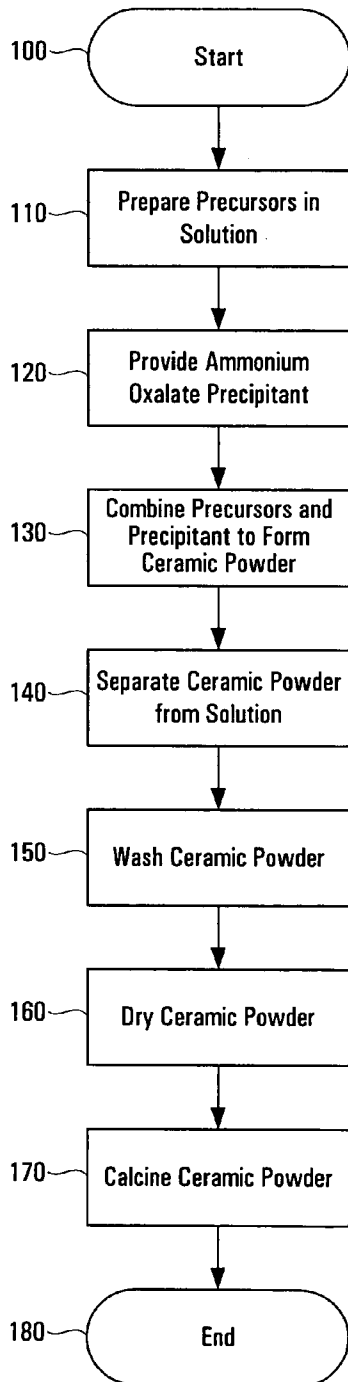 100
Start
110
Prepare Precursors in
Solution
120
Provide Ammonium
Oxalate Precipitant
130
Combine Precursors and
Precipitant to Form
Ceramic Powder
140
Separate Ceramic Powder
from Solution
150
Wash Ceramic Powder
160
Dry Ceramic Powder
170
Calcine Ceramic Powder
180
End